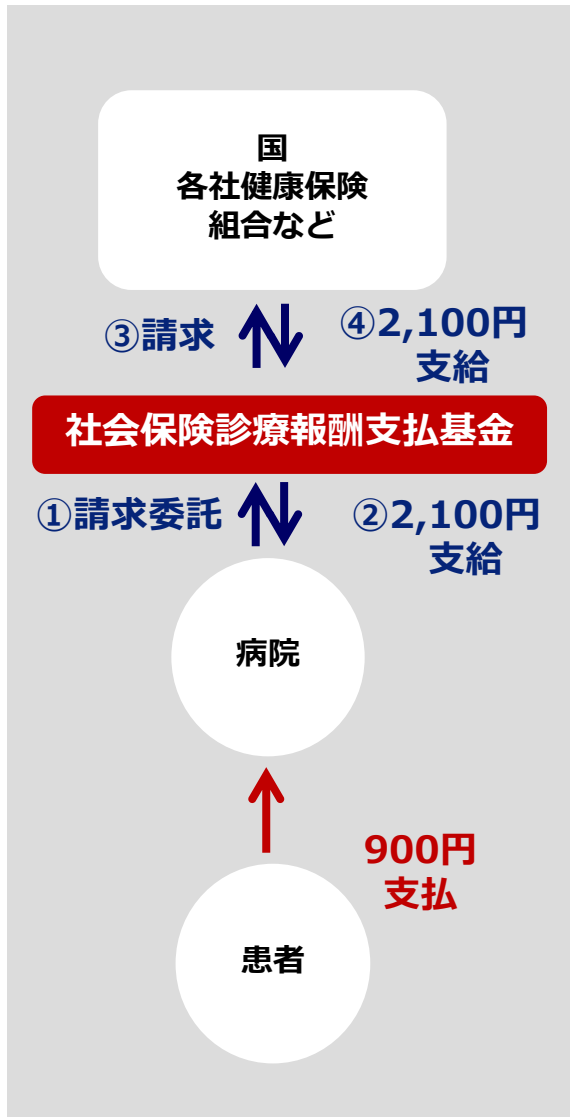 国
各社健康保険
組合など
③請求
④2,100円
支給
社会保険診療報酬支払基金
①請求委託
②2,100円
支給
病院
900円
支払
患者